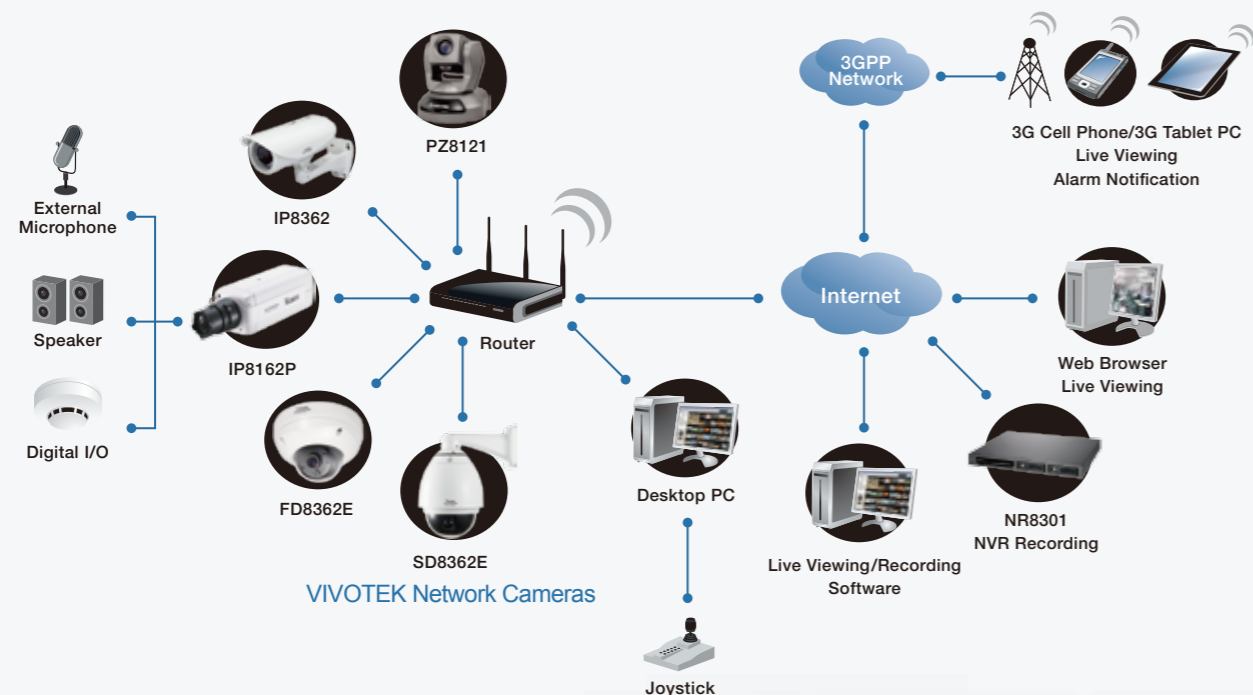 3GPP
Network
PZ8121
3G Cell Phone/3G Tablet PC
Live Viewing
Alarm Notification
External
Microphone
IP8362
Internet
Speaker
IP8162P
Router
Web Browser
Live Viewing
Digital I/O
FD8362E
SD8362E
Desktop PC
NR8301
NVR Recording
Live Viewing/Recording
Software
VIVOTEK Network Cameras
Joystick